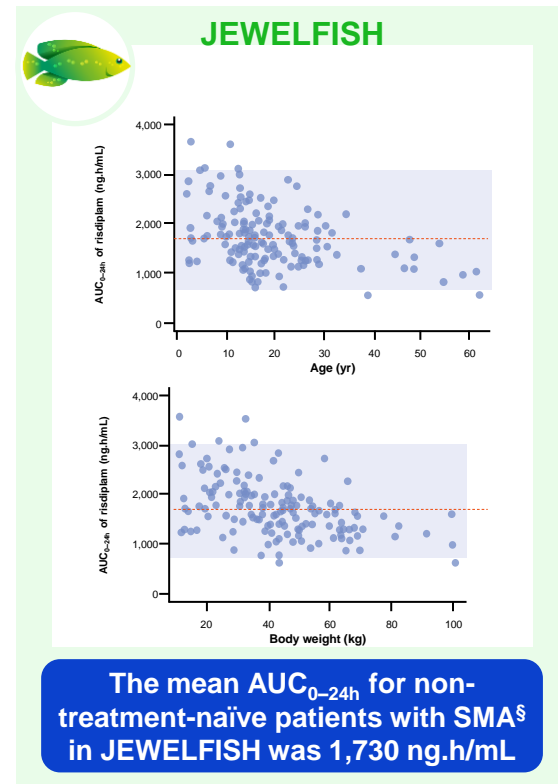 JEWELFISH
AUC0–24h of risdiplam (ng.h/mL)
4,000
3,000
2,000
1,000
0
0 10 20 30 40 50 60
Age (yr)
AUC0–24h of risdiplam (ng.h/mL)
4,000
3,000
2,000
1,000
0
20 40 60 80 100
Body weight (kg)
The mean AUC0–24h for non-
treatment-naïve patients with SMA§
in JEWELFISH was 1,730 ng.h/mL